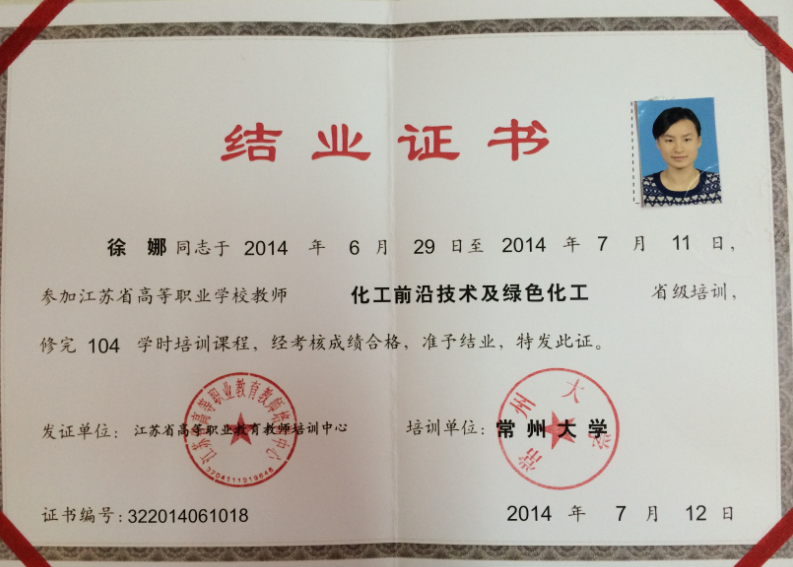 结业证书
徐娜同志于 2014 年 6 月 29 日至 2014 年 7 月 11 日，
参加江苏省高等职业学校教师 化工前沿技术及绿色化工 省级培训，
修完 104 学时培训课程，经考核成绩合格，准予结业，特发此证。
江苏省高等职业教育教师培训中心
常州大学
发证单位：江苏省高等职业教育教师培训中心 培训单位：常州大学
证书编号：322014061018 2014 年 7 月 12 日